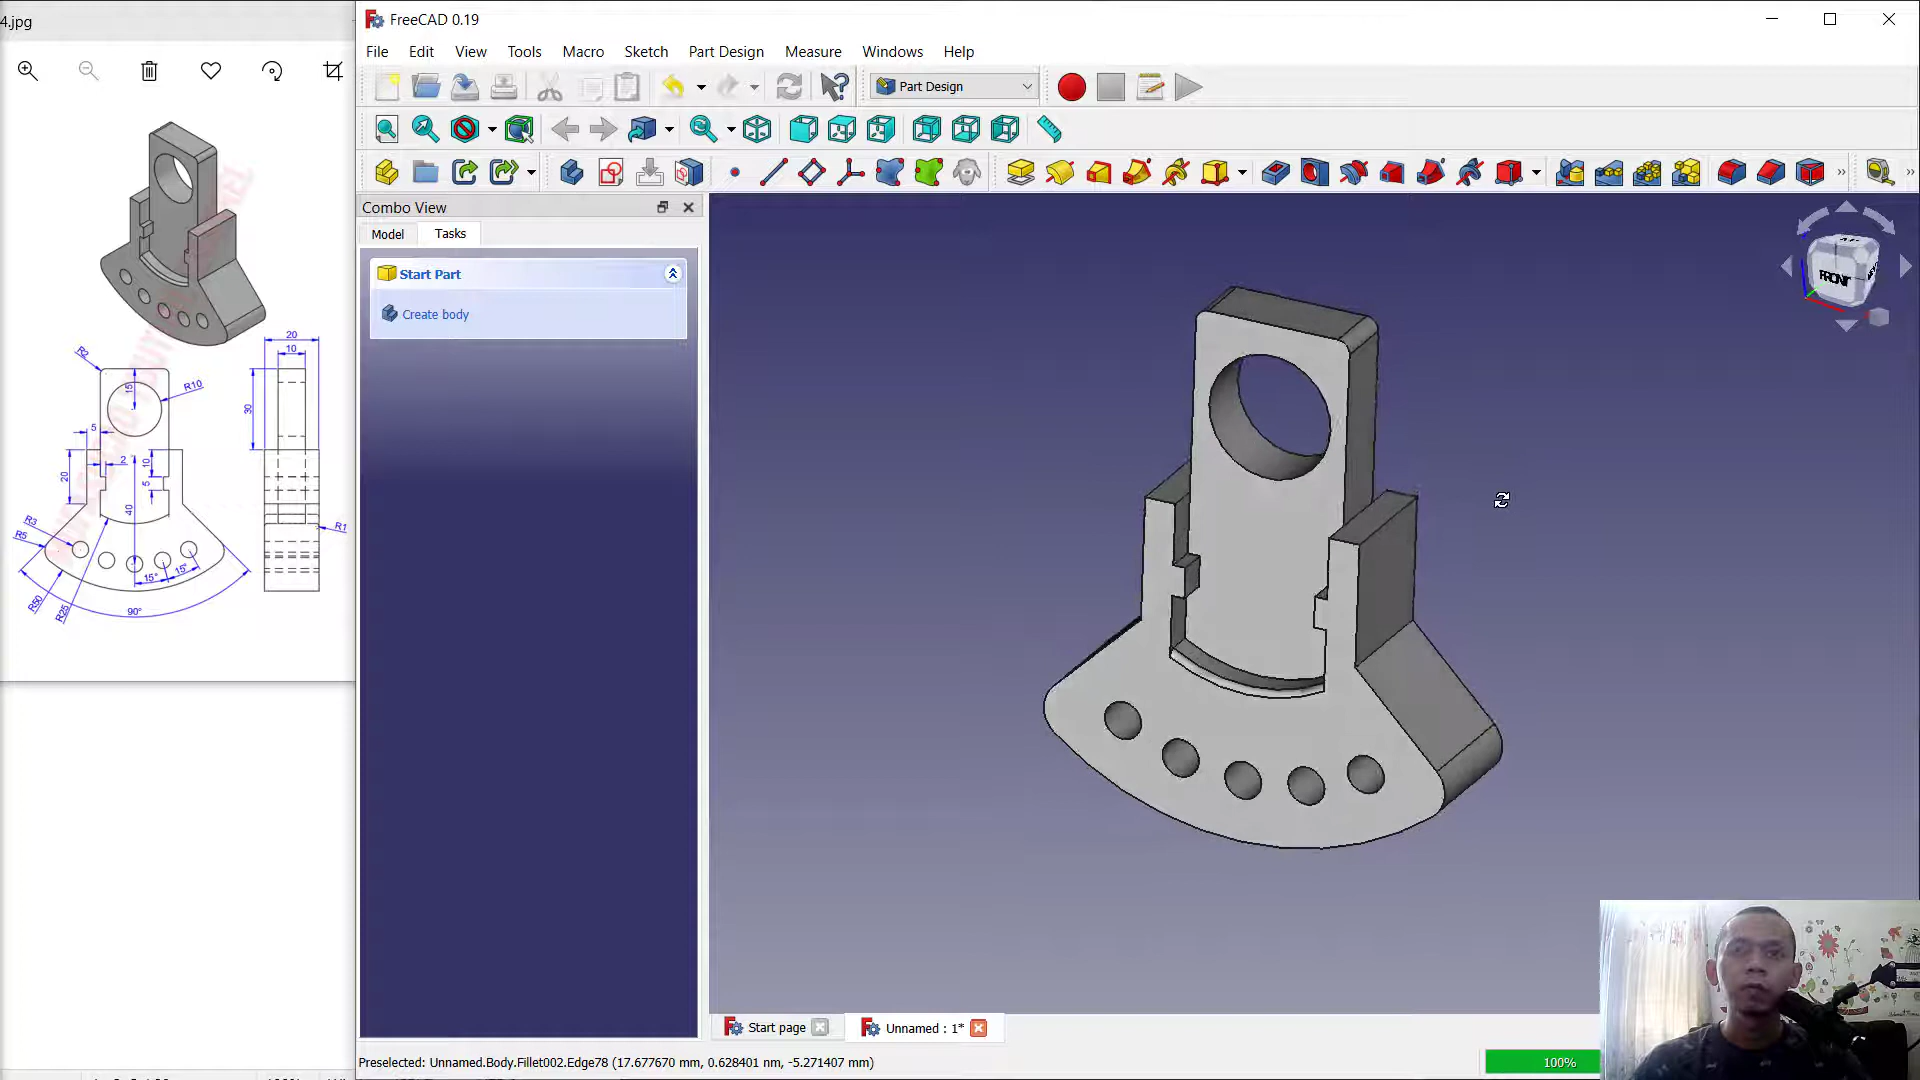 4.jpg
FreeCAD 0.19
File Edit View Tools Macro Sketch Part Design Measure Windows Help
Part Design
Combo View
Model Tasks
Start Part
Create body
FRONT
20
10
R2
15
R10
30
5
2
10
20
5
40
R3
R5
R1
15° 15°
R50
R25
90°
Start page
Unnamed : 1*
Preselected: Unnamed.Body.Fillet002.Edge78 (17.677670 mm, 0.628401 nm, -5.271407 mm)
100%